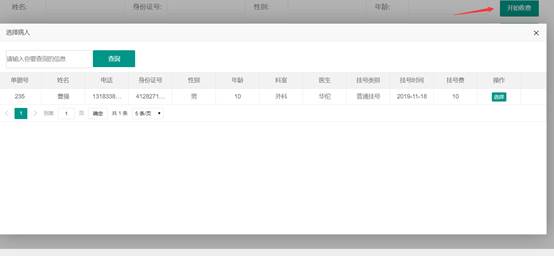 姓名: 身份证号: 性别: 年龄: 开始收费
选择病人
请输入你要查询的信息 查询
单据号 姓名 电话 身份证号 性别 年龄 科室 医生 挂号类别 挂号时间 挂号费 操作
235 曹操 1318338... 4128271... 男 10 外科 华佗 普通挂号 2019-11-18 10 选择
1 到第 1 页 确定 共 1 条 5 条/页